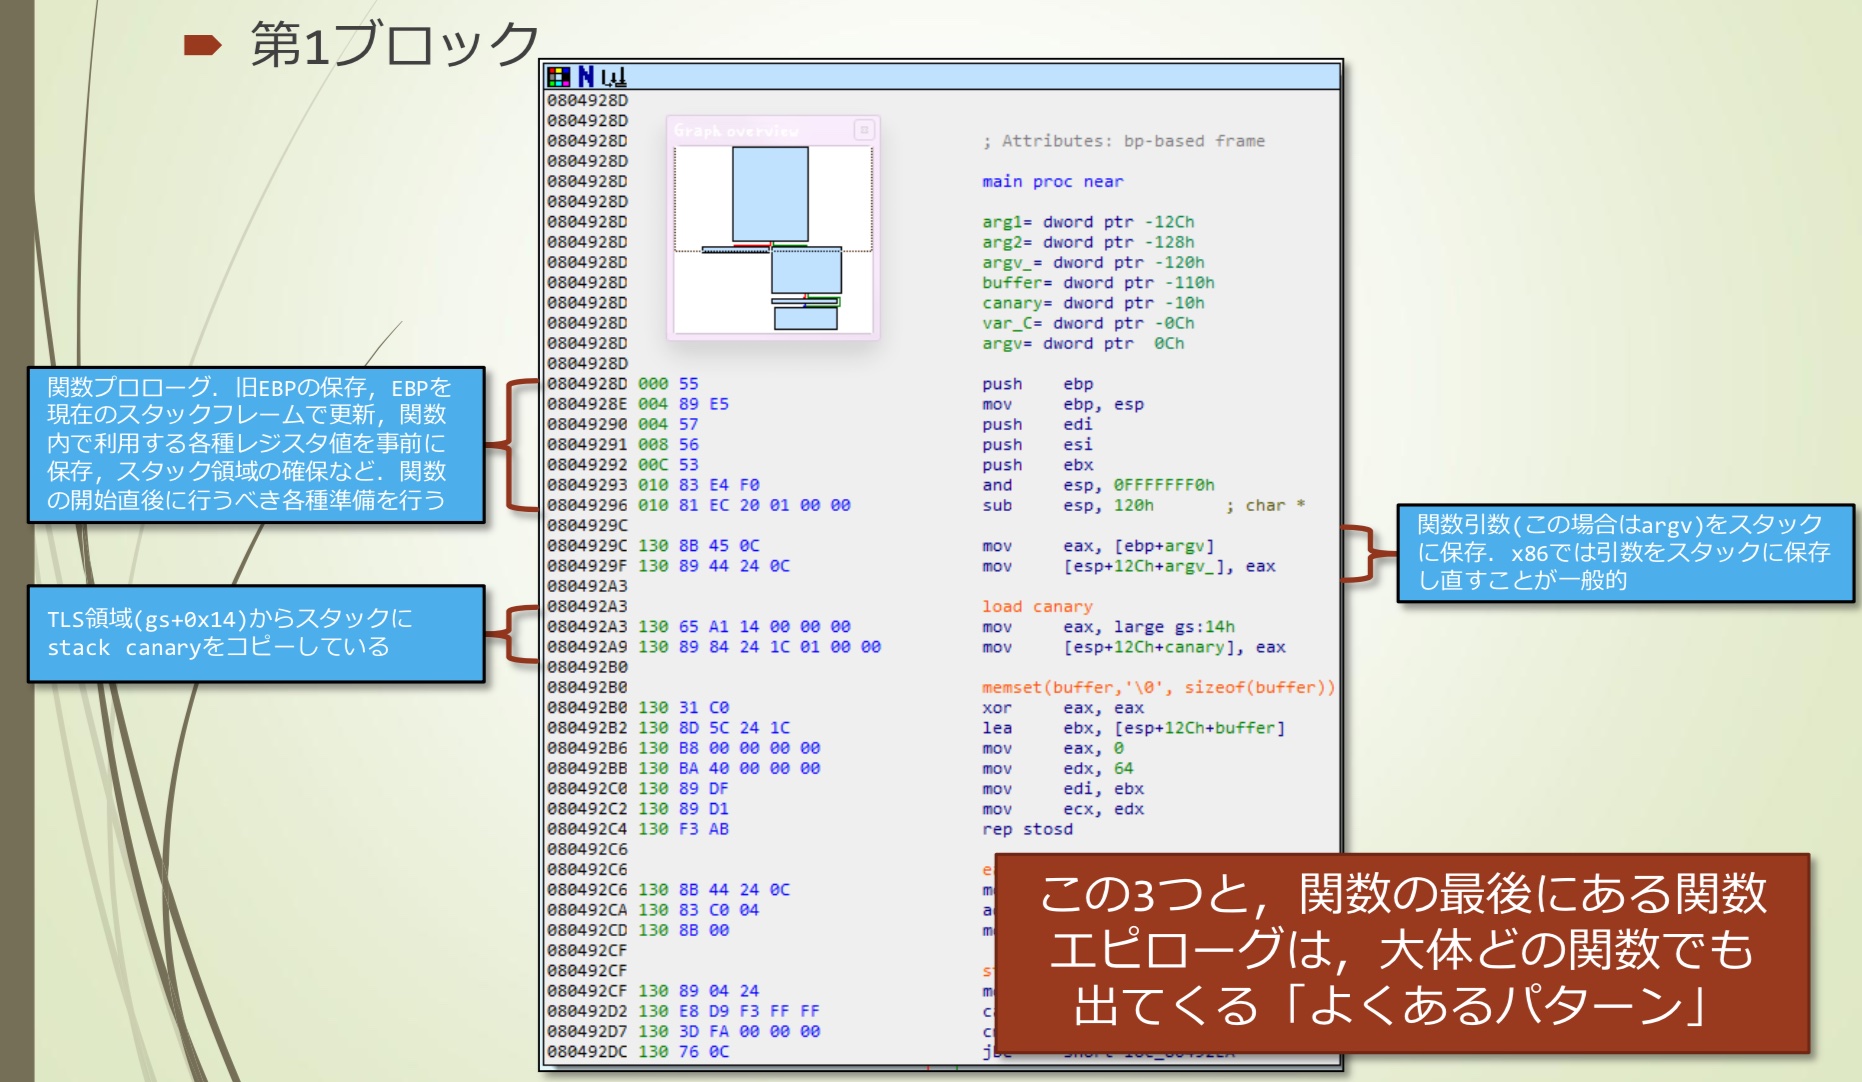 第1ブロック
N
0804928D
0804928D
0804928D ; Attributes: bp-based frame
0804928D
0804928D main proc near
0804928D
0804928D arg1= dword ptr -12Ch
0804928D arg2= dword ptr -128h
0804928D argv_= dword ptr -120h
0804928D buffer= dword ptr -110h
0804928D canary= dword ptr -10h
0804928D var_C= dword ptr -0Ch
0804928D argv= dword ptr  0Ch
0804928D
0804928D 000 55 push ebp
0804928E 004 89 E5 mov ebp, esp
08049290 004 57 push edi
08049291 008 56 push esi
08049292 00C 53 push ebx
08049293 010 83 E4 F0 and esp, 0FFFFFFF0h
08049296 010 81 EC 20 01 00 00 sub esp, 120h ; char *
0804929C
0804929C 130 8B 45 0C mov eax, [ebp+argv]
0804929F 130 89 44 24 0C mov [esp+12Ch+argv_], eax
080492A3
080492A3 load canary
080492A3 130 65 A1 14 00 00 00 mov eax, large gs:14h
080492A9 130 89 84 24 1C 01 00 00 mov [esp+12Ch+canary], eax
080492B0
080492B0 memset(buffer,'\0', sizeof(buffer))
080492B0 130 31 C0 xor eax, eax
080492B2 130 8D 5C 24 1C lea ebx, [esp+12Ch+buffer]
080492B6 130 B8 00 00 00 00 mov eax, 0
080492BB 130 BA 40 00 00 00 mov edx, 64
080492C0 130 89 DF mov edi, ebx
080492C2 130 89 D1 mov ecx, edx
080492C4 130 F3 AB rep stosd
080492C6
080492C6
080492C6 130 8B 44 24 0C
080492CA 130 83 C0 04
080492CD 130 8B 00
080492CF
080492CF
080492CF 130 89 04 24
080492D2 130 E8 D9 F3 FF FF
080492D7 130 3D FA 00 00 00
080492DC 130 76 0C
Graph overview
関数プロローグ．旧EBPの保存，EBPを
現在のスタックフレームで更新，関数
内で利用する各種レジスタ値を事前に
保存，スタック領域の確保など．関数
の開始直後に行うべき各種準備を行う
TLS領域(gs+0x14)からスタックに
stack canaryをコピーしている
関数引数(この場合はargv)をスタック
に保存．x86では引数をスタックに保存
し直すことが一般的
この3つと，関数の最後にある関数
エピローグは，大体どの関数でも
出てくる「よくあるパターン」